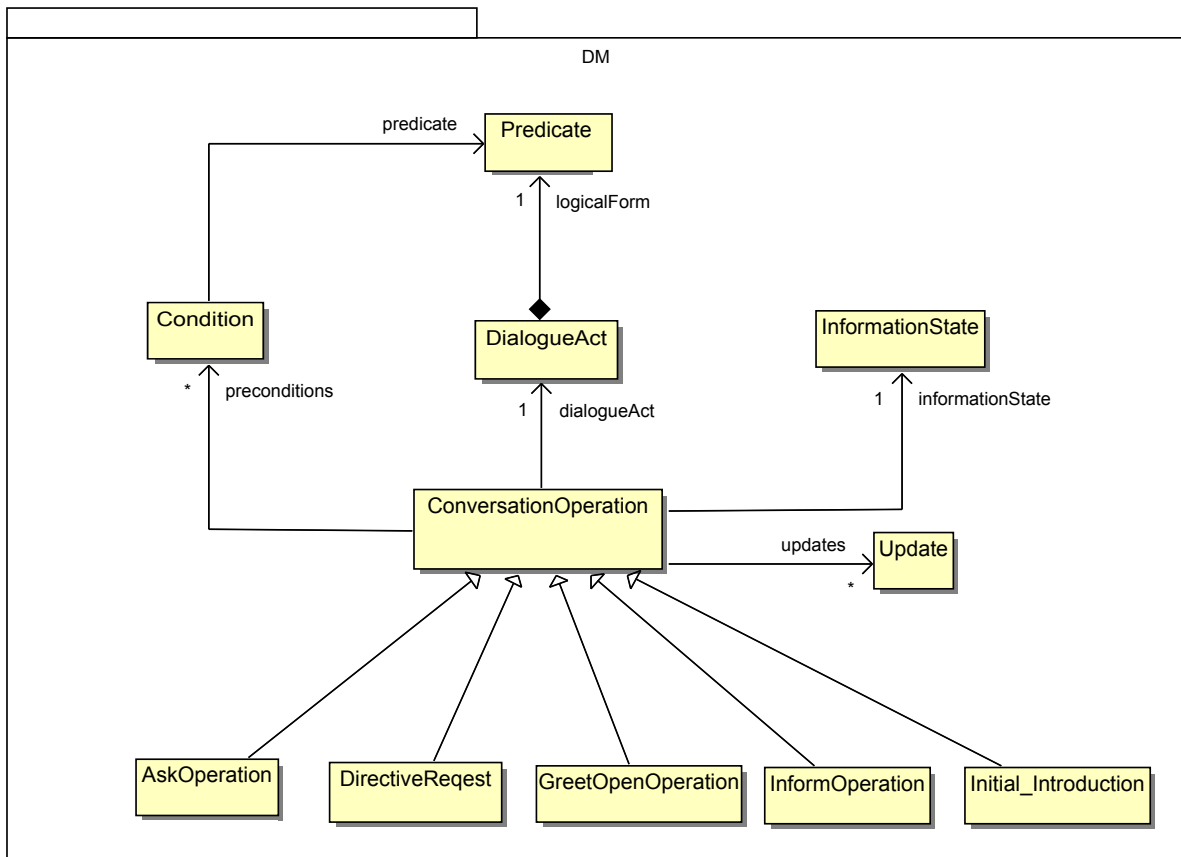 DM
predicate
Predicate
1
logicalForm
Condition
DialogueAct
InformationState
*
preconditions
1
dialogueAct
1
informationState
ConversationOperation
updates
Update
*
AskOperation
DirectiveReqest
GreetOpenOperation
InformOperation
Initial_Introduction